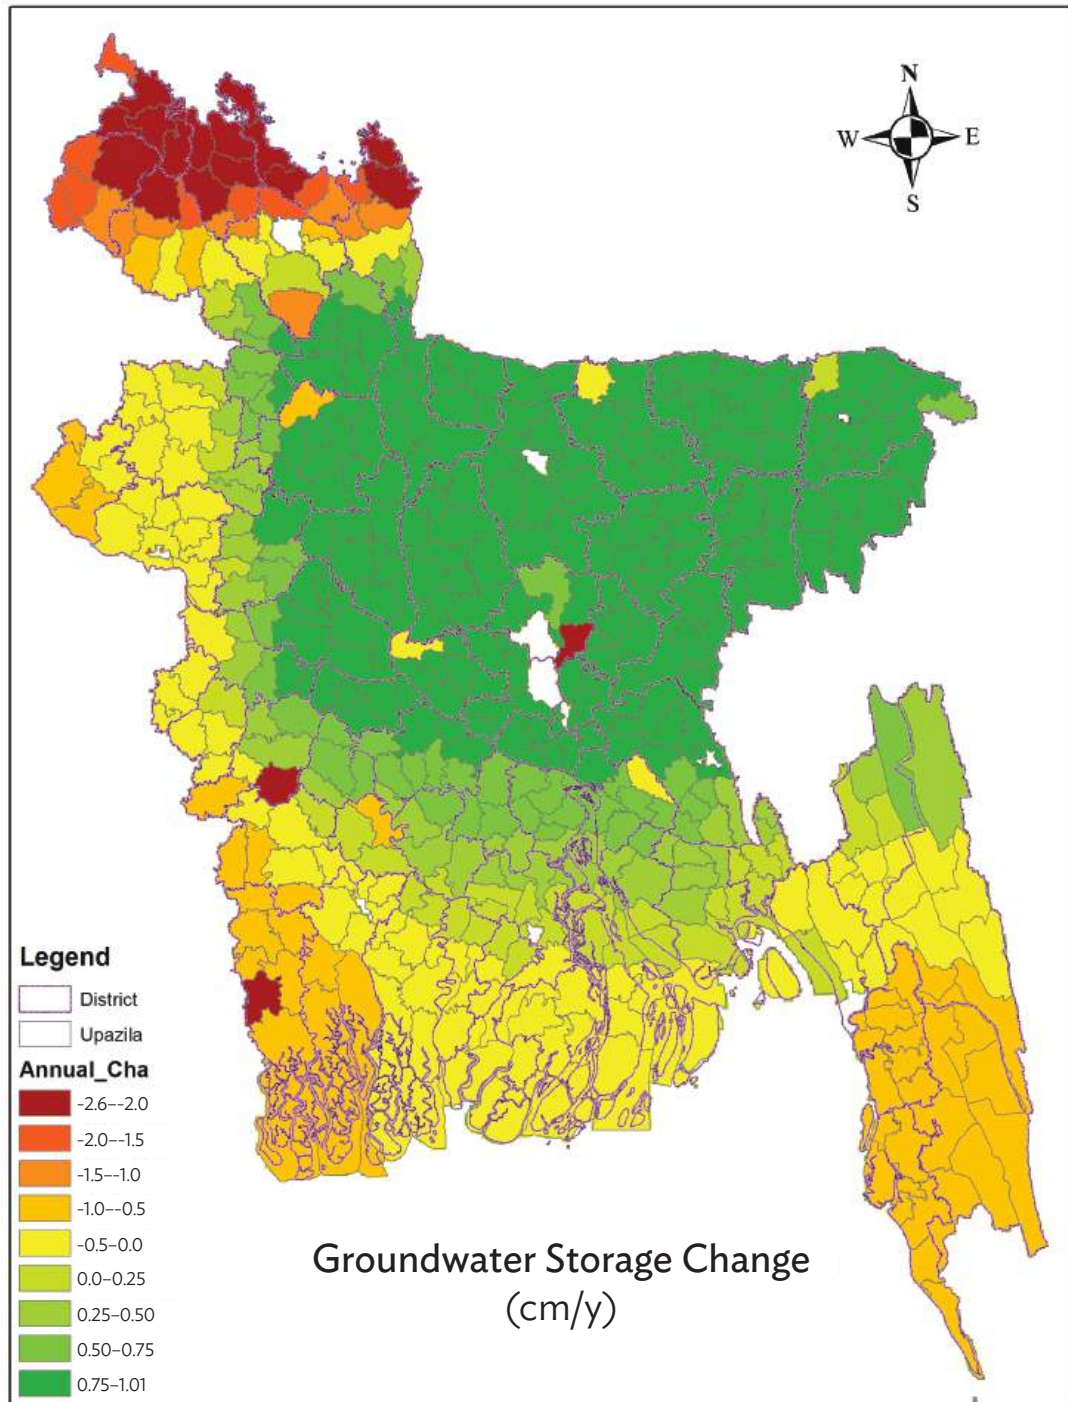 N
W
E
S
Legend
District
Upazila
Annual_Cha
-2.6--2.0
-2.0--1.5
-1.5--1.0
-1.0--0.5
-0.5-0.0
0.0–0.25
0.25–0.50
0.50–0.75
0.75–1.01
Groundwater Storage Change
(cm/y)